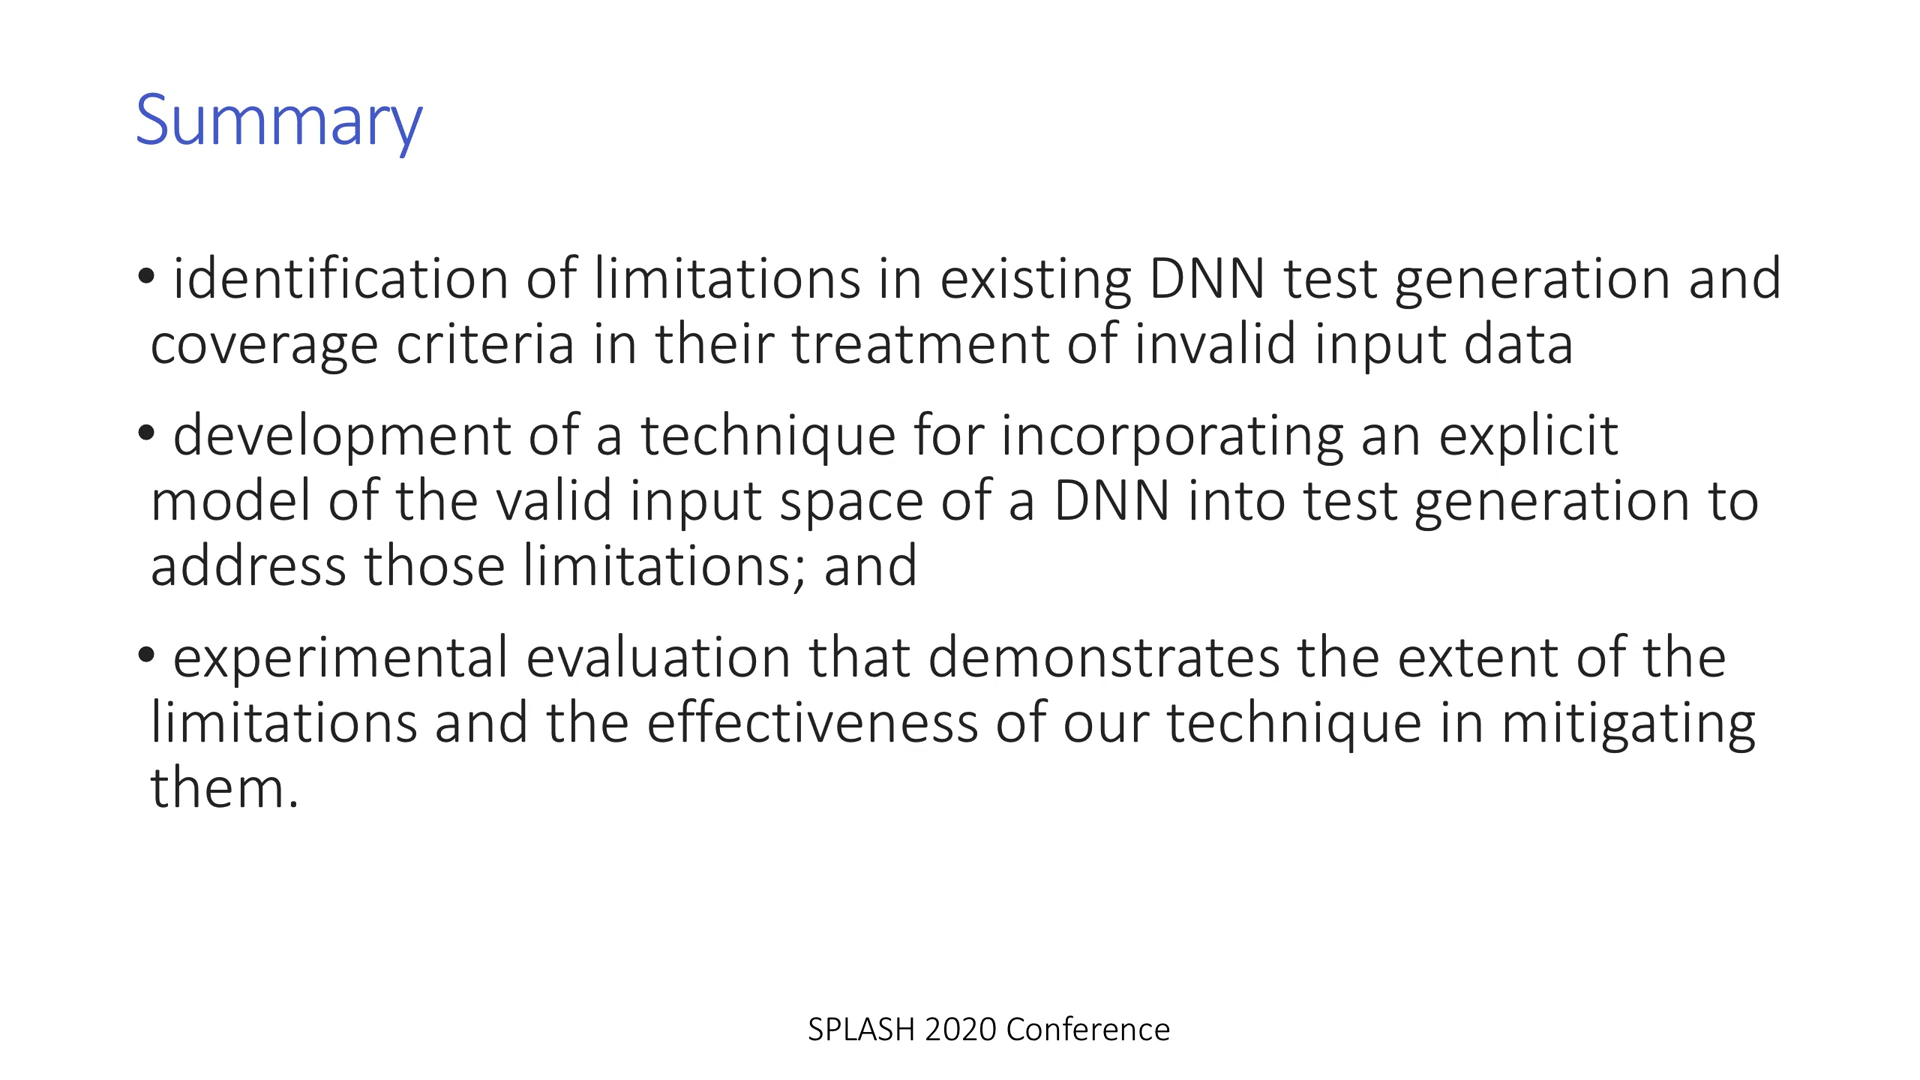 Summary
• identification of limitations in existing DNN test generation and
coverage criteria in their treatment of invalid input data
• development of a technique for incorporating an explicit
model of the valid input space of a DNN into test generation to
address those limitations; and
• experimental evaluation that demonstrates the extent of the
limitations and the effectiveness of our technique in mitigating
them.
SPLASH 2020 Conference